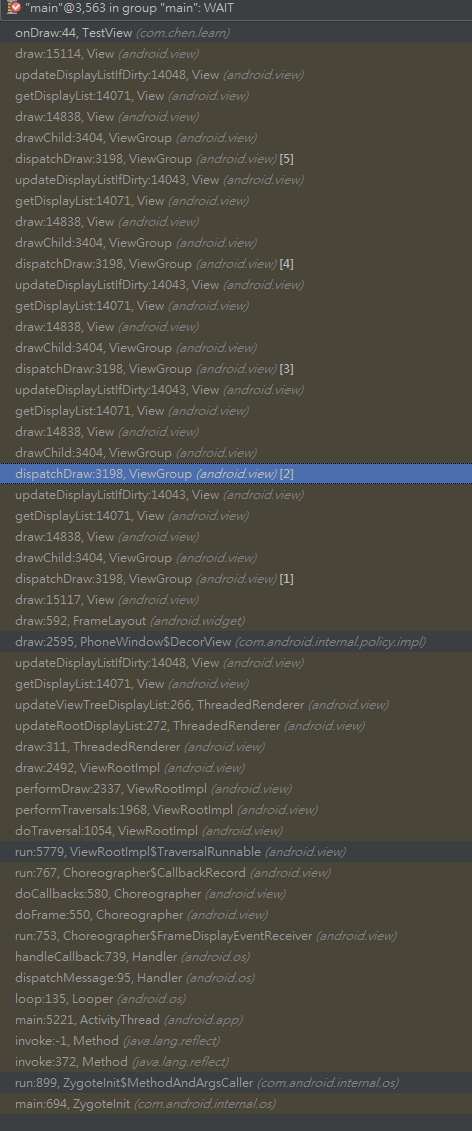 "main"@3,563 in group "main": WAIT
onDraw:44, TestView (com.chen.learn)
draw:15114, View (android.view)
updateDisplayListIfDirty:14048, View (android.view)
getDisplayList:14071, View (android.view)
draw:14838, View (android.view)
drawChild:3404, ViewGroup (android.view)
dispatchDraw:3198, ViewGroup (android.view) [5]
updateDisplayListIfDirty:14043, View (android.view)
getDisplayList:14071, View (android.view)
draw:14838, View (android.view)
drawChild:3404, ViewGroup (android.view)
dispatchDraw:3198, ViewGroup (android.view) [4]
updateDisplayListIfDirty:14043, View (android.view)
getDisplayList:14071, View (android.view)
draw:14838, View (android.view)
drawChild:3404, ViewGroup (android.view)
dispatchDraw:3198, ViewGroup (android.view) [3]
updateDisplayListIfDirty:14043, View (android.view)
getDisplayList:14071, View (android.view)
draw:14838, View (android.view)
drawChild:3404, ViewGroup (android.view)
dispatchDraw:3198, ViewGroup (android.view) [2]
updateDisplayListIfDirty:14043, View (android.view)
getDisplayList:14071, View (android.view)
draw:14838, View (android.view)
drawChild:3404, ViewGroup (android.view)
dispatchDraw:3198, ViewGroup (android.view) [1]
draw:15117, View (android.view)
draw:592, FrameLayout (android.widget)
draw:2595, PhoneWindow$DecorView (com.android.internal.policy.impl)
updateDisplayListIfDirty:14048, View (android.view)
getDisplayList:14071, View (android.view)
updateViewTreeDisplayList:266, ThreadedRenderer (android.view)
updateRootDisplayList:272, ThreadedRenderer (android.view)
draw:311, ThreadedRenderer (android.view)
draw:2492, ViewRootImpl (android.view)
performDraw:2337, ViewRootImpl (android.view)
performTraversals:1968, ViewRootImpl (android.view)
doTraversal:1054, ViewRootImpl (android.view)
run:5779, ViewRootImpl$TraversalRunnable (android.view)
run:767, Choreographer$CallbackRecord (android.view)
doCallbacks:580, Choreographer (android.view)
doFrame:550, Choreographer (android.view)
run:753, Choreographer$FrameDisplayEventReceiver (android.view)
handleCallback:739, Handler (android.os)
dispatchMessage:95, Handler (android.os)
loop:135, Looper (android.os)
main:5221, ActivityThread (android.app)
invoke:-1, Method (java.lang.reflect)
invoke:372, Method (java.lang.reflect)
run:899, ZygoteInit$MethodAndArgsCaller (com.android.internal.os)
main:694, ZygoteInit (com.android.internal.os)